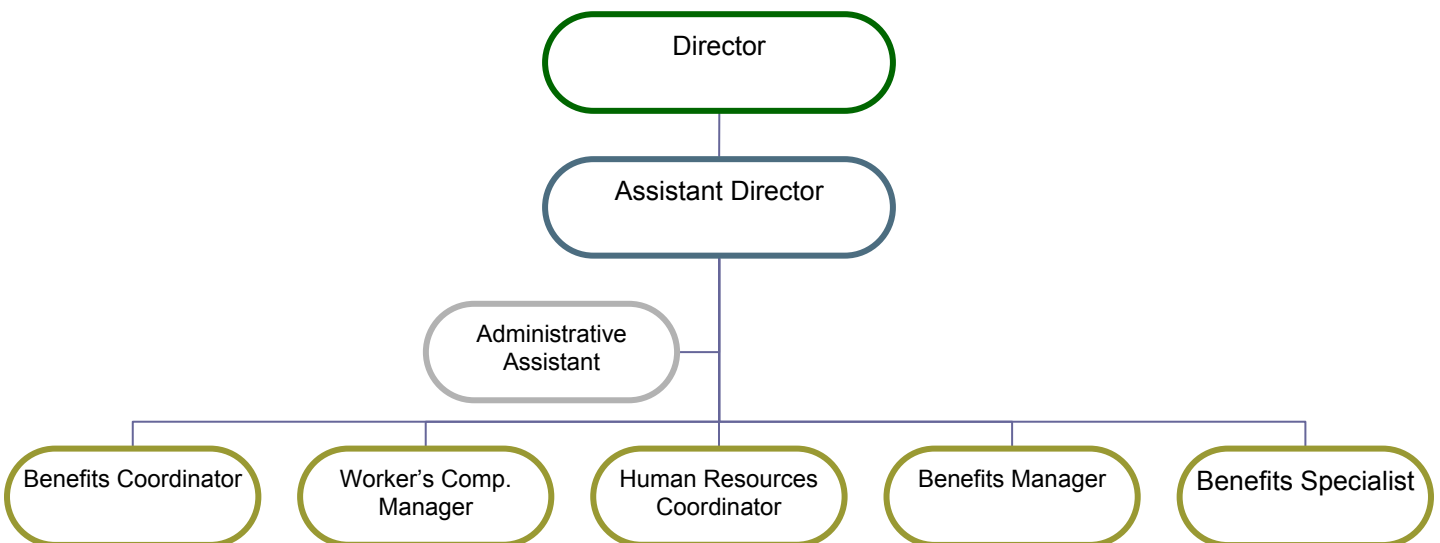 Director
Assistant Director
Administrative
Assistant
Benefits Coordinator
Worker’s Comp.
Manager
Human Resources
Coordinator
Benefits Manager
Benefits Specialist